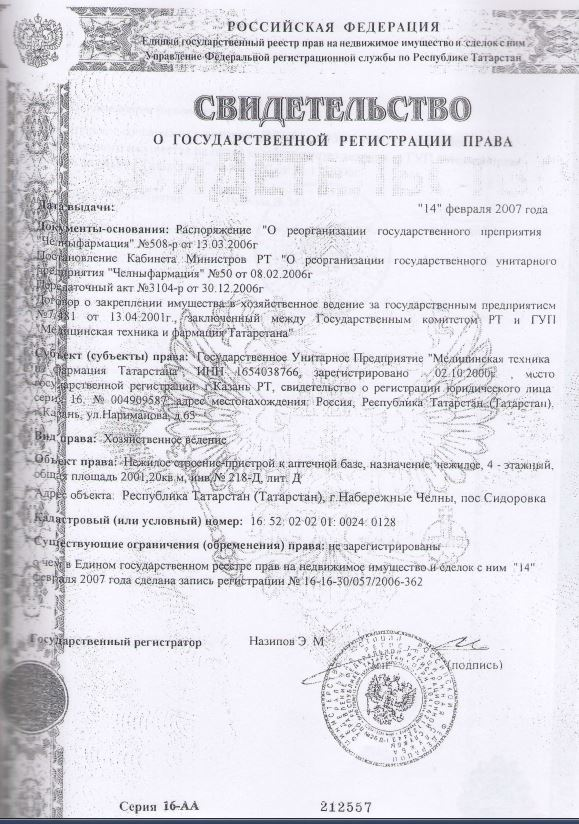 РОССИЙСКАЯ ФЕДЕРАЦИЯ
Единый государственный реестр прав на недвижимое имущество и сделок с ним
Управление Федеральной регистрационной службы по Республике Татарстан
СВИДЕТЕЛЬСТВО
О ГОСУДАРСТВЕННОЙ РЕГИСТРАЦИИ ПРАВА
Дата выдачи: "14" февраля 2007 года
Документы-основания: Распоряжение "О реорганизации государственного преприятия
"Челныфармация" №508-р от 13.03.2006г
Постановление Кабинета Министров РТ "О реорганизации государственного унитарного
предприятия "Челныфармация" №50 от 08.02.2006г
Передаточный акт №3104-р от 30.12.2006г
Договор о закреплении имущества в хозяйственное ведение за государственным предприятием
№7/481 от 13.04.2001г., заключенный между Государственным комитетом РТ и ГУП
"Медицинская техника и фармация Татарстана"
Субъект (субъекты) права: Государственное Унитарное Предприятие "Медицинская техника
и фармация Татарстана" ИНН 1654038766, зарегистрировано 02.10.2000г., место
государственной регистрации г.Казань РТ, свидетельство о регистрации юридического лица
серия 16, № 004909587 адрес местонахождения: Россия, Республика Татарстан (Татарстан),
г.Казань, ул.Нариманова, д.63
Вид права: Хозяйственное ведение
Объект права: Нежилое строение-пристрой к аптечной базе, назначение: нежилое, 4 - этажный,
общая площадь 2001,20кв.м, инв.№ 218-Д, лит. Д
Адрес объекта: Республика Татарстан (Татарстан), г.Набережные Челны, пос Сидоровка
Кадастровый (или условный) номер: 16: 52: 02 02 01: 0024: 0128
Существующие ограничения (обременения) права: не зарегистрированы
о чем в Едином государственном реестре прав на недвижимое имущество и сделок с ним "14"
февраля 2007 года сделана запись регистрации № 16-16-30/057/2006-362
Государственный регистратор Назипов Э. М.
(подпись)
Серия 16-АА 212557